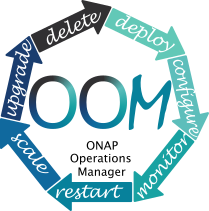 delete
deploy
configure
monitor
restart
scale
upgrade
OOM
ONAP
Operations
Manager